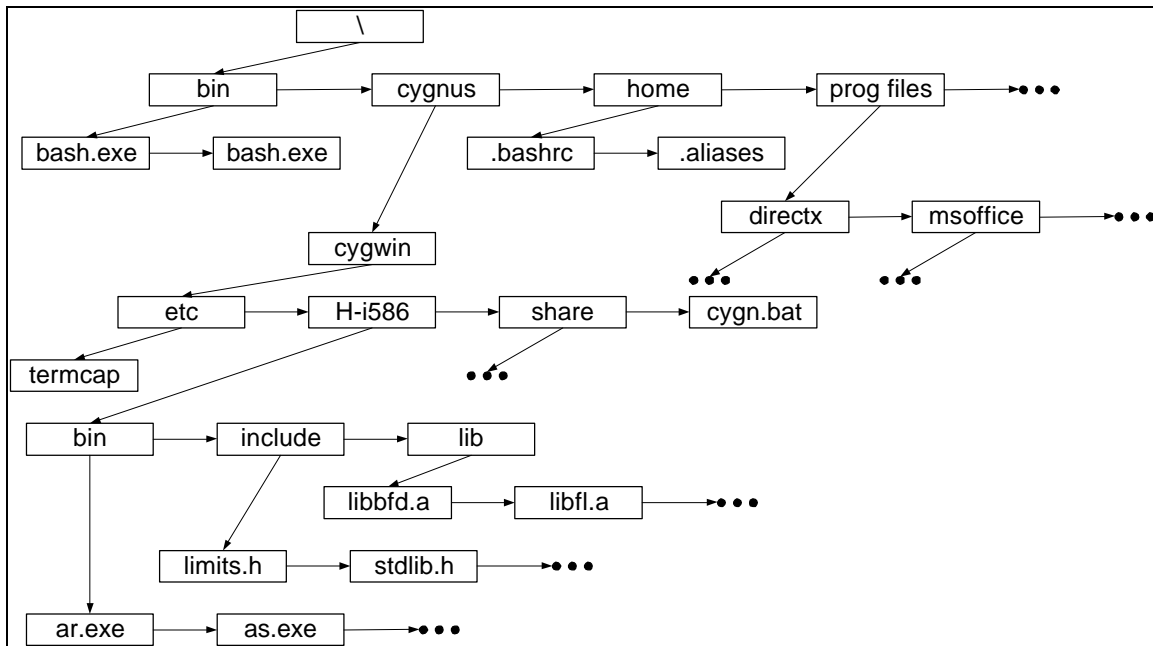 \
bin cygnus home prog files •••
bash.exe bash.exe .bashrc .aliases
directx msoffice •••
cygwin
••• •••
etc H-i586 share cygn.bat
termcap •••
bin include lib
libbfd.a libfl.a •••
limits.h stdlib.h •••
ar.exe as.exe •••